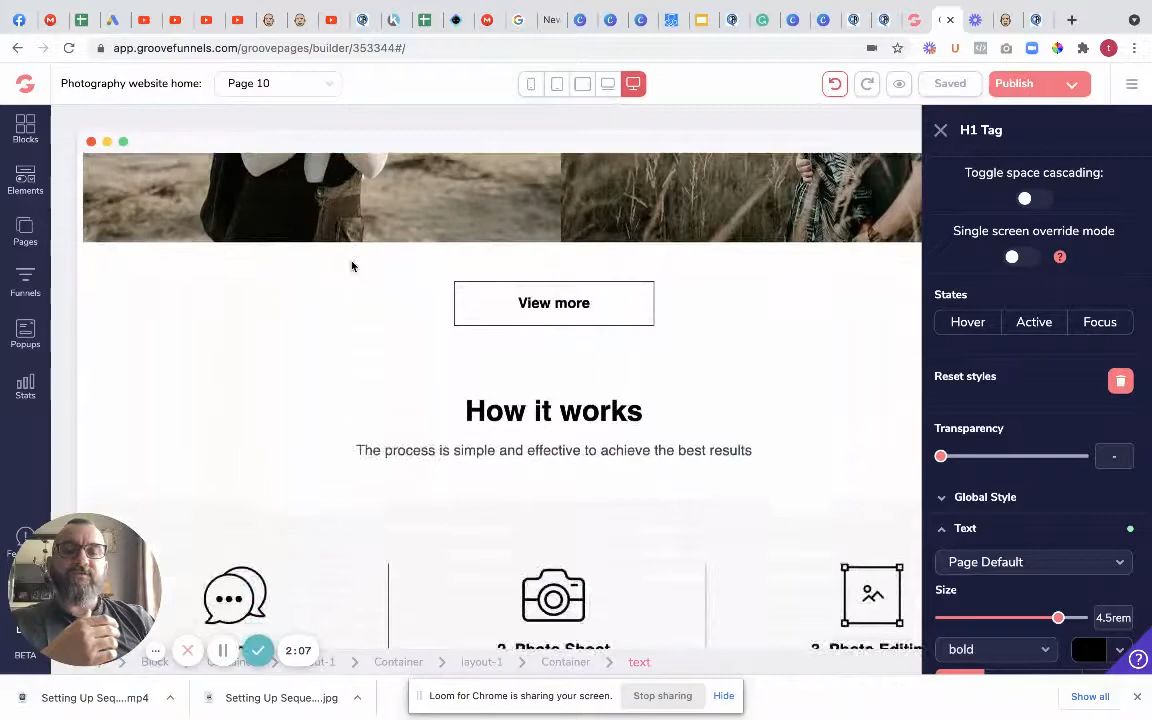 Nev
app.groovefunnels.com/groovepages/builder/353344#/
t
Photography website home:
Page 10
Saved
Publish
Blocks
Elements
Pages
Funnels
Popups
Stats
BETA
View more
How it works
The process is simple and effective to achieve the best results
2. Photo Shoot
3. Photo Editin
2:07
Block
layout-1
Container
text
H1 Tag
Toggle space cascading:
Single screen override mode
?
States
Hover
Active
Focus
Reset styles
Transparency
-
Global Style
Text
Page Default
Size
4.5rem
bold
Container
Setting Up Seq....mp4
Setting Up Seque....jpg
Loom for Chrome is sharing your screen.
Stop sharing
Hide
Show all